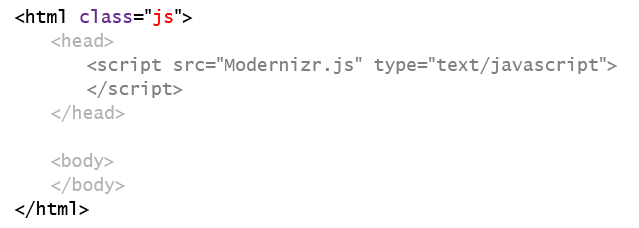 <html class="js">
<head>
<script src="Modernizr.js" type="text/javascript">
</script>
</head>
<body>
</body>
</html>